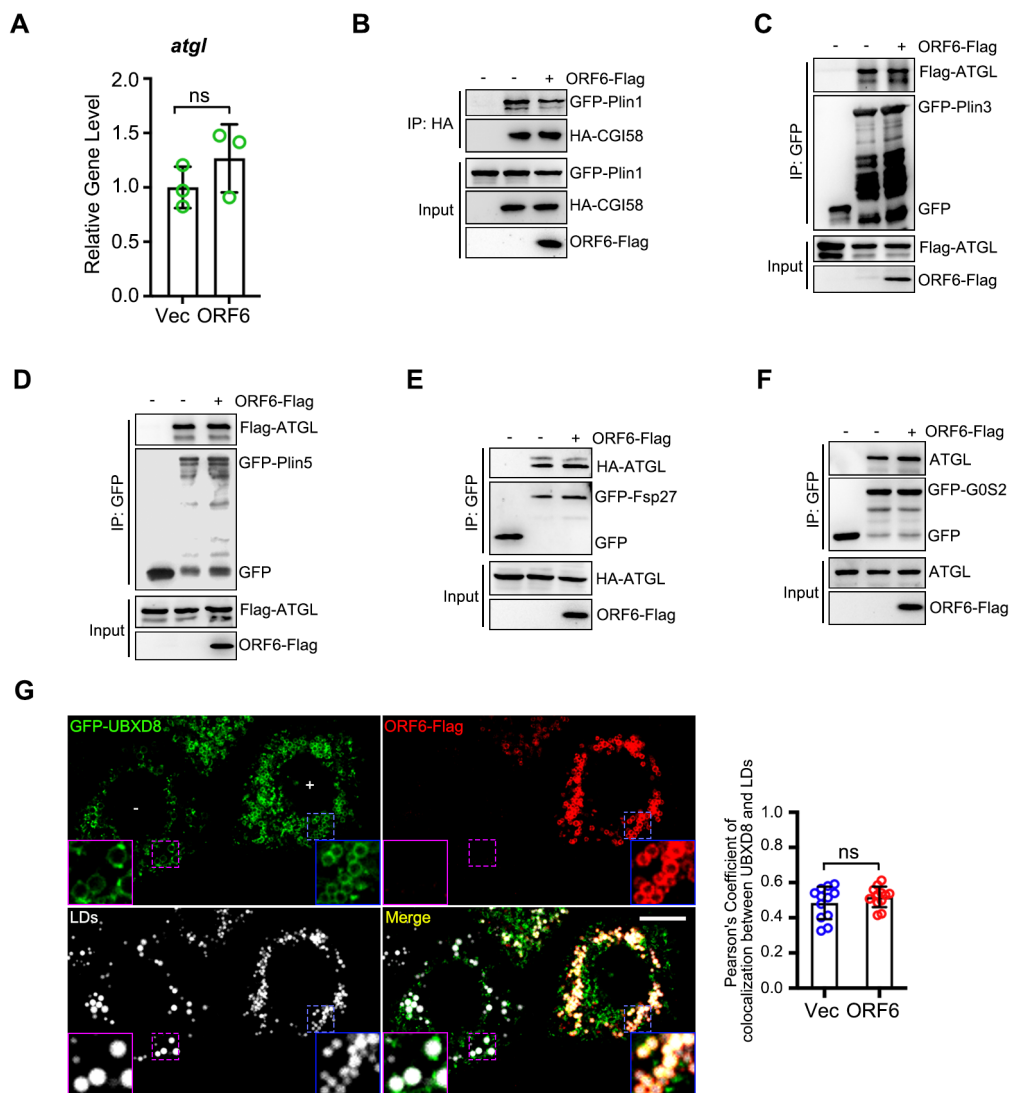 A
atgl
Relative Gene Level
2.0
1.5
1.0
0.5
0.0
ns
Vec ORF6
B
- - + ORF6-Flag
IP: HA
GFP-Plin1
HA-CGI58
Input
GFP-Plin1
HA-CGI58
ORF6-Flag
C
- - + ORF6-Flag
IP: GFP
Flag-ATGL
GFP-Plin3
GFP
Input
Flag-ATGL
ORF6-Flag
D
- - + ORF6-Flag
IP: GFP
Flag-ATGL
GFP-Plin5
GFP
Input
Flag-ATGL
ORF6-Flag
E
- - + ORF6-Flag
IP: GFP
HA-ATGL
GFP-Fsp27
GFP
Input
HA-ATGL
ORF6-Flag
F
- - + ORF6-Flag
IP: GFP
ATGL
GFP-G0S2
GFP
Input
ATGL
ORF6-Flag
G
GFP-UBXD8
- +
ORF6-Flag
LDs
Merge
Pearson's Coefficient of
colocalization between UBXD8 and LDs
1.0
0.8
0.6
0.4
0.2
0.0
ns
Vec ORF6